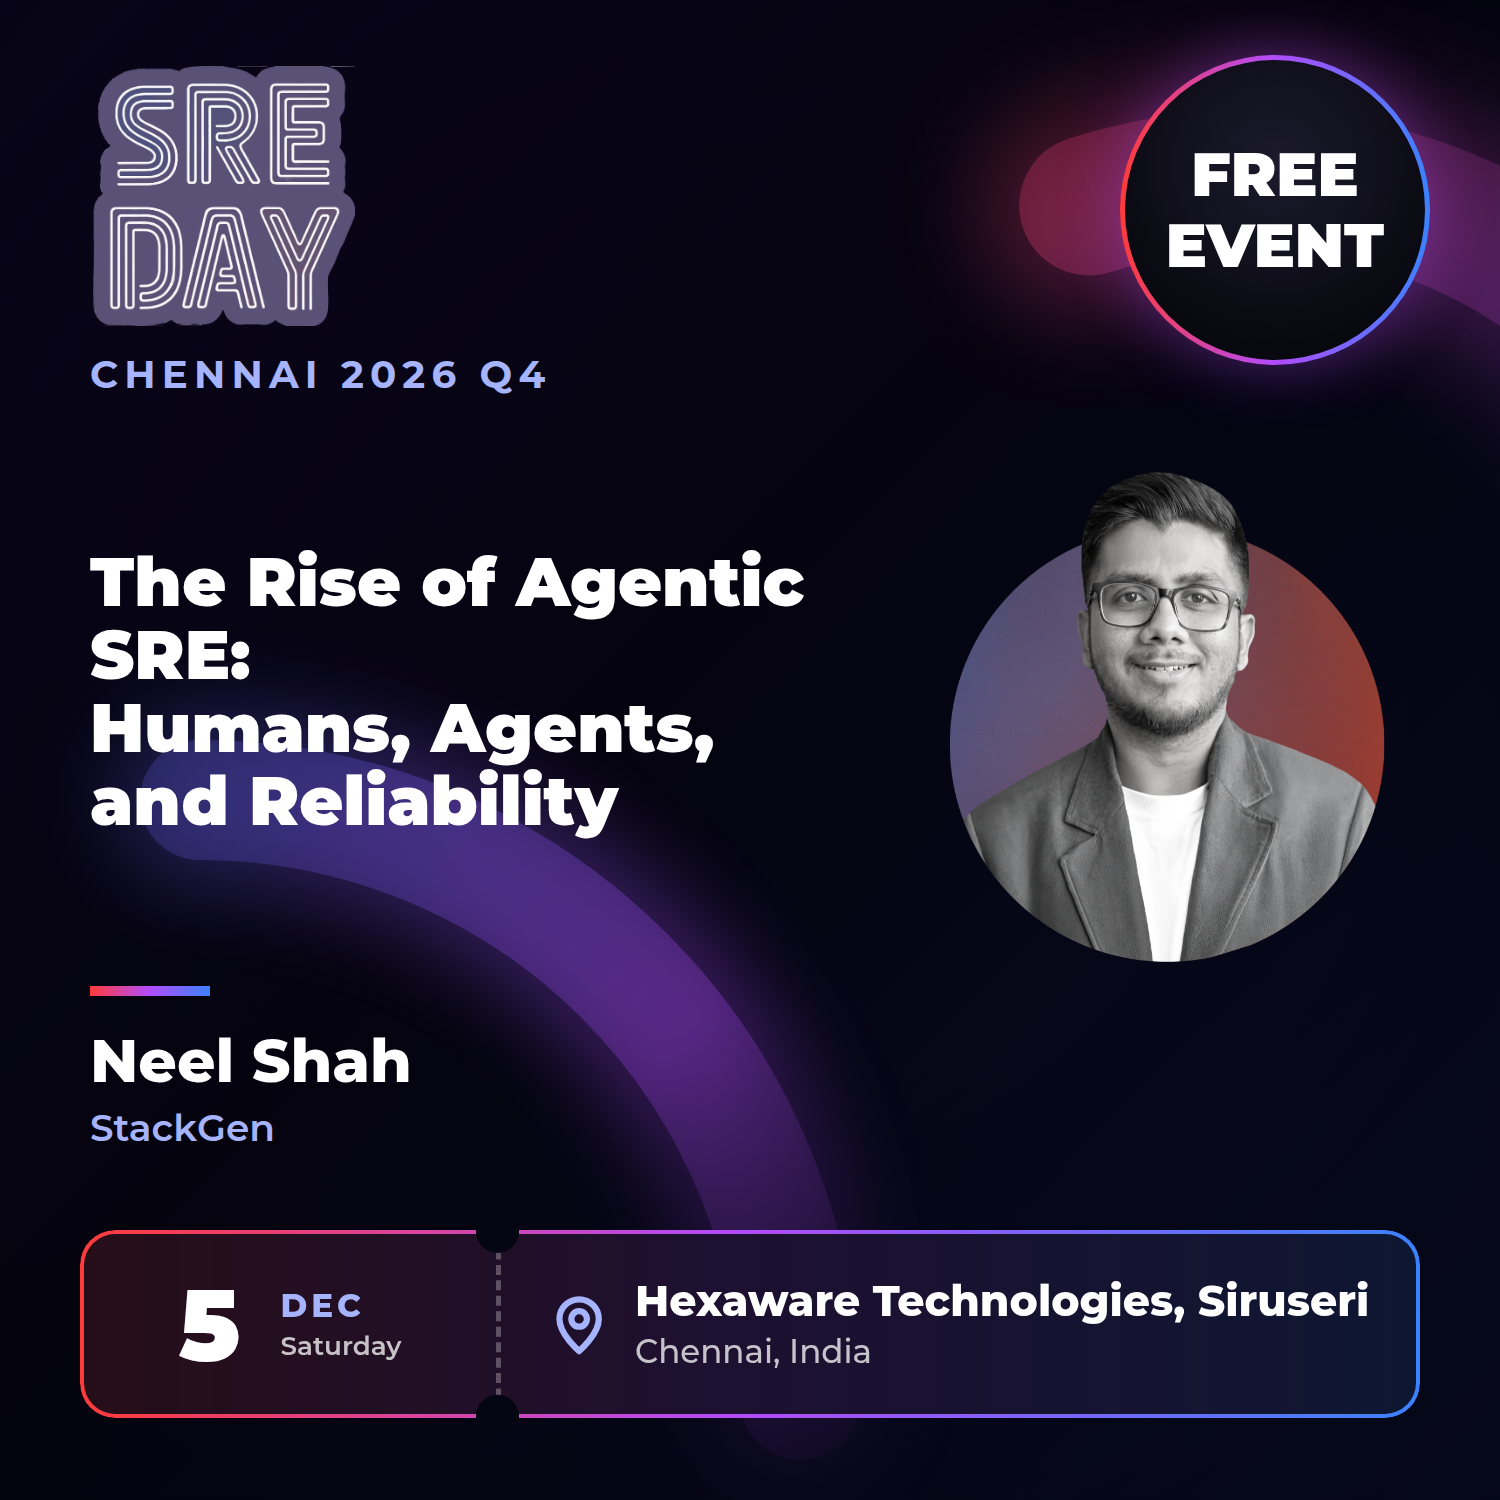 SRE
DAY
CHENNAI 2026 Q4
FREE
EVENT
The Rise of Agentic
SRE:
Humans, Agents,
and Reliability
Neel Shah
StackGen
5
DEC
Saturday
Hexaware Technologies, Siruseri
Chennai, India